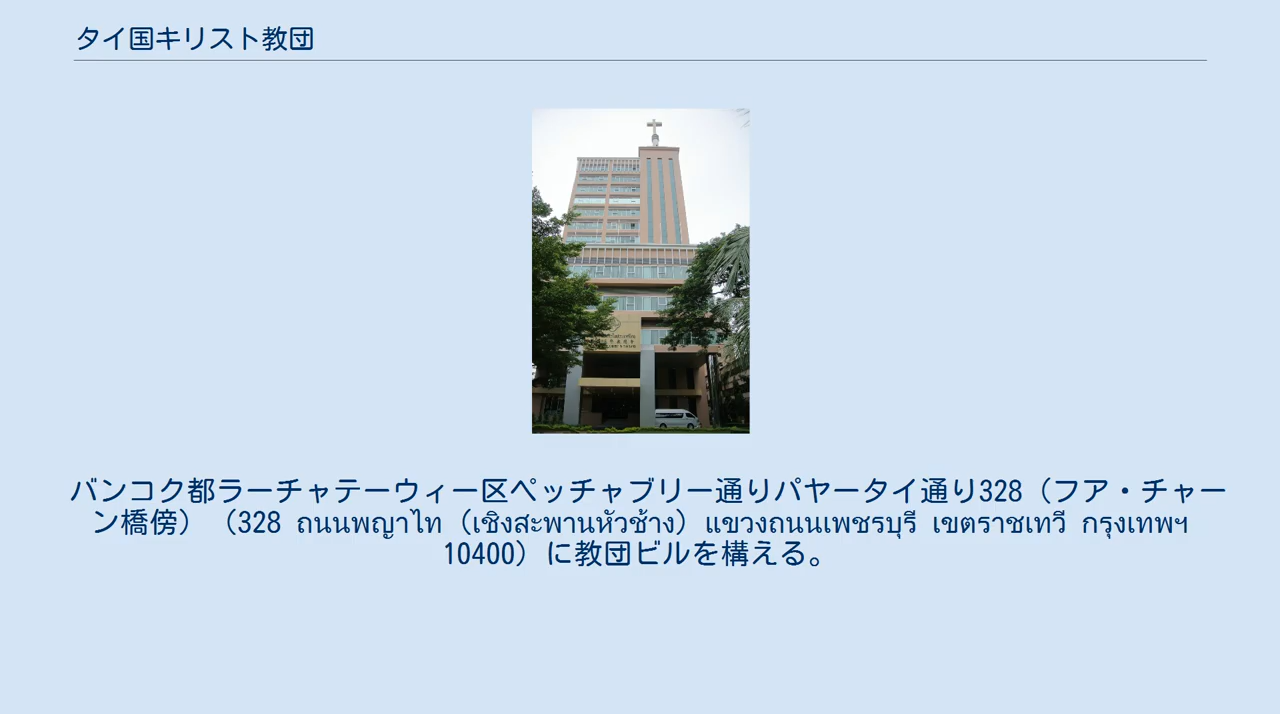 タイ国キリスト教団
バンコク都ラーチャテーウィー区ペッチャブリー通りパヤータイ通り328（フア・チャー
ン橋傍）（328 ถนนพญาไท (เชิงสะพานหัวช้าง) แขวงถนนเพชรบุรี เขตราชเทวี กรุงเทพฯ
10400）に教団ビルを構える。